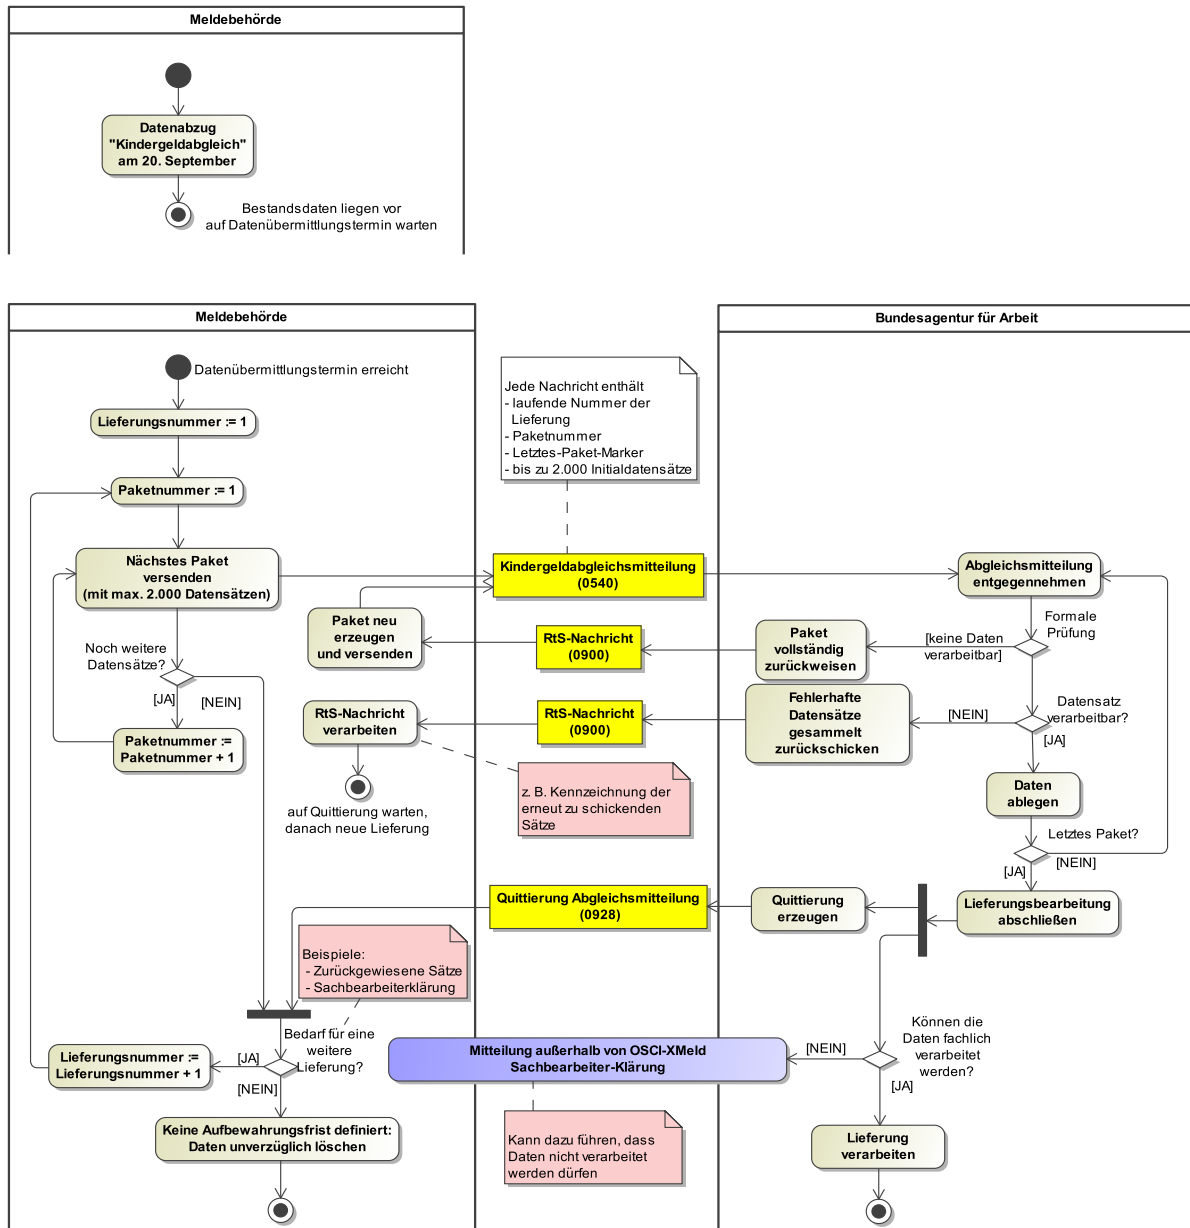 Meldebehörde
Datenabzug
"Kindergeldabgleich"
am 20. September
Bestandsdaten liegen vor
auf Datenübermittlungstermin warten
Meldebehörde
Bundesagentur für Arbeit
Datenübermittlungstermin erreicht
Lieferungsnummer := 1
Paketnummer := 1
Nächstes Paket
versenden
(mit max. 2.000 Datensätzen)
Noch weitere
Datensätze?
[JA]
[NEIN]
Paketnummer :=
Paketnummer + 1
Jede Nachricht enthält
- laufende Nummer der
Lieferung
- Paketnummer
- Letztes-Paket-Marker
- bis zu 2.000 Initialdatensätze
Kindergeldabgleichsmitteilung
(0540)
Abgleichsmitteilung
entgegennehmen
Formale
Prüfung
[keine Daten
verarbeitbar]
Paket
vollständig
zurückweisen
RtS-Nachricht
(0900)
Paket neu
erzeugen
und versenden
Datensatz
verarbeitbar?
[NEIN]
[JA]
Fehlerhafte
Datensätze
gesammelt
zurückschicken
RtS-Nachricht
(0900)
RtS-Nachricht
verarbeiten
auf Quittierung warten,
danach neue Lieferung
z. B. Kennzeichnung der
erneut zu schickenden
Sätze
Daten
ablegen
Letztes Paket?
[JA]
[NEIN]
Lieferungsbearbeitung
abschließen
Quittierung
erzeugen
Quittierung Abgleichsmitteilung
(0928)
Beispiele:
- Zurückgewiesene Sätze
- Sachbearbeiterklärung
Bedarf für eine
weitere
Lieferung?
[JA]
[NEIN]
Lieferungsnummer :=
Lieferungsnummer + 1
Keine Aufbewahrungsfrist definiert:
Daten unverzüglich löschen
Können die
Daten fachlich
verarbeitet
werden?
[NEIN]
[JA]
Mitteilung außerhalb von OSCI-XMeld
Sachbearbeiter-Klärung
Kann dazu führen, dass
Daten nicht verarbeitet
werden dürfen
Lieferung
verarbeiten